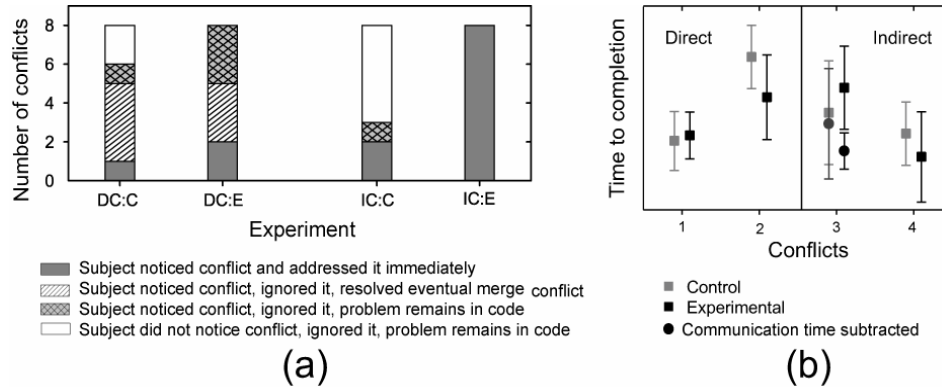 Number of conflicts
8
6
4
2
0
DC:C DC:E IC:C IC:E
Experiment
Subject noticed conflict and addressed it immediately
Subject noticed conflict, ignored it, resolved eventual merge conflict
Subject noticed conflict, ignored it, problem remains in code
Subject did not notice conflict, ignored it, problem remains in code
(a)
Time to completion
Direct Indirect
1 2 3 4
Conflicts
Control
Experimental
Communication time subtracted
(b)